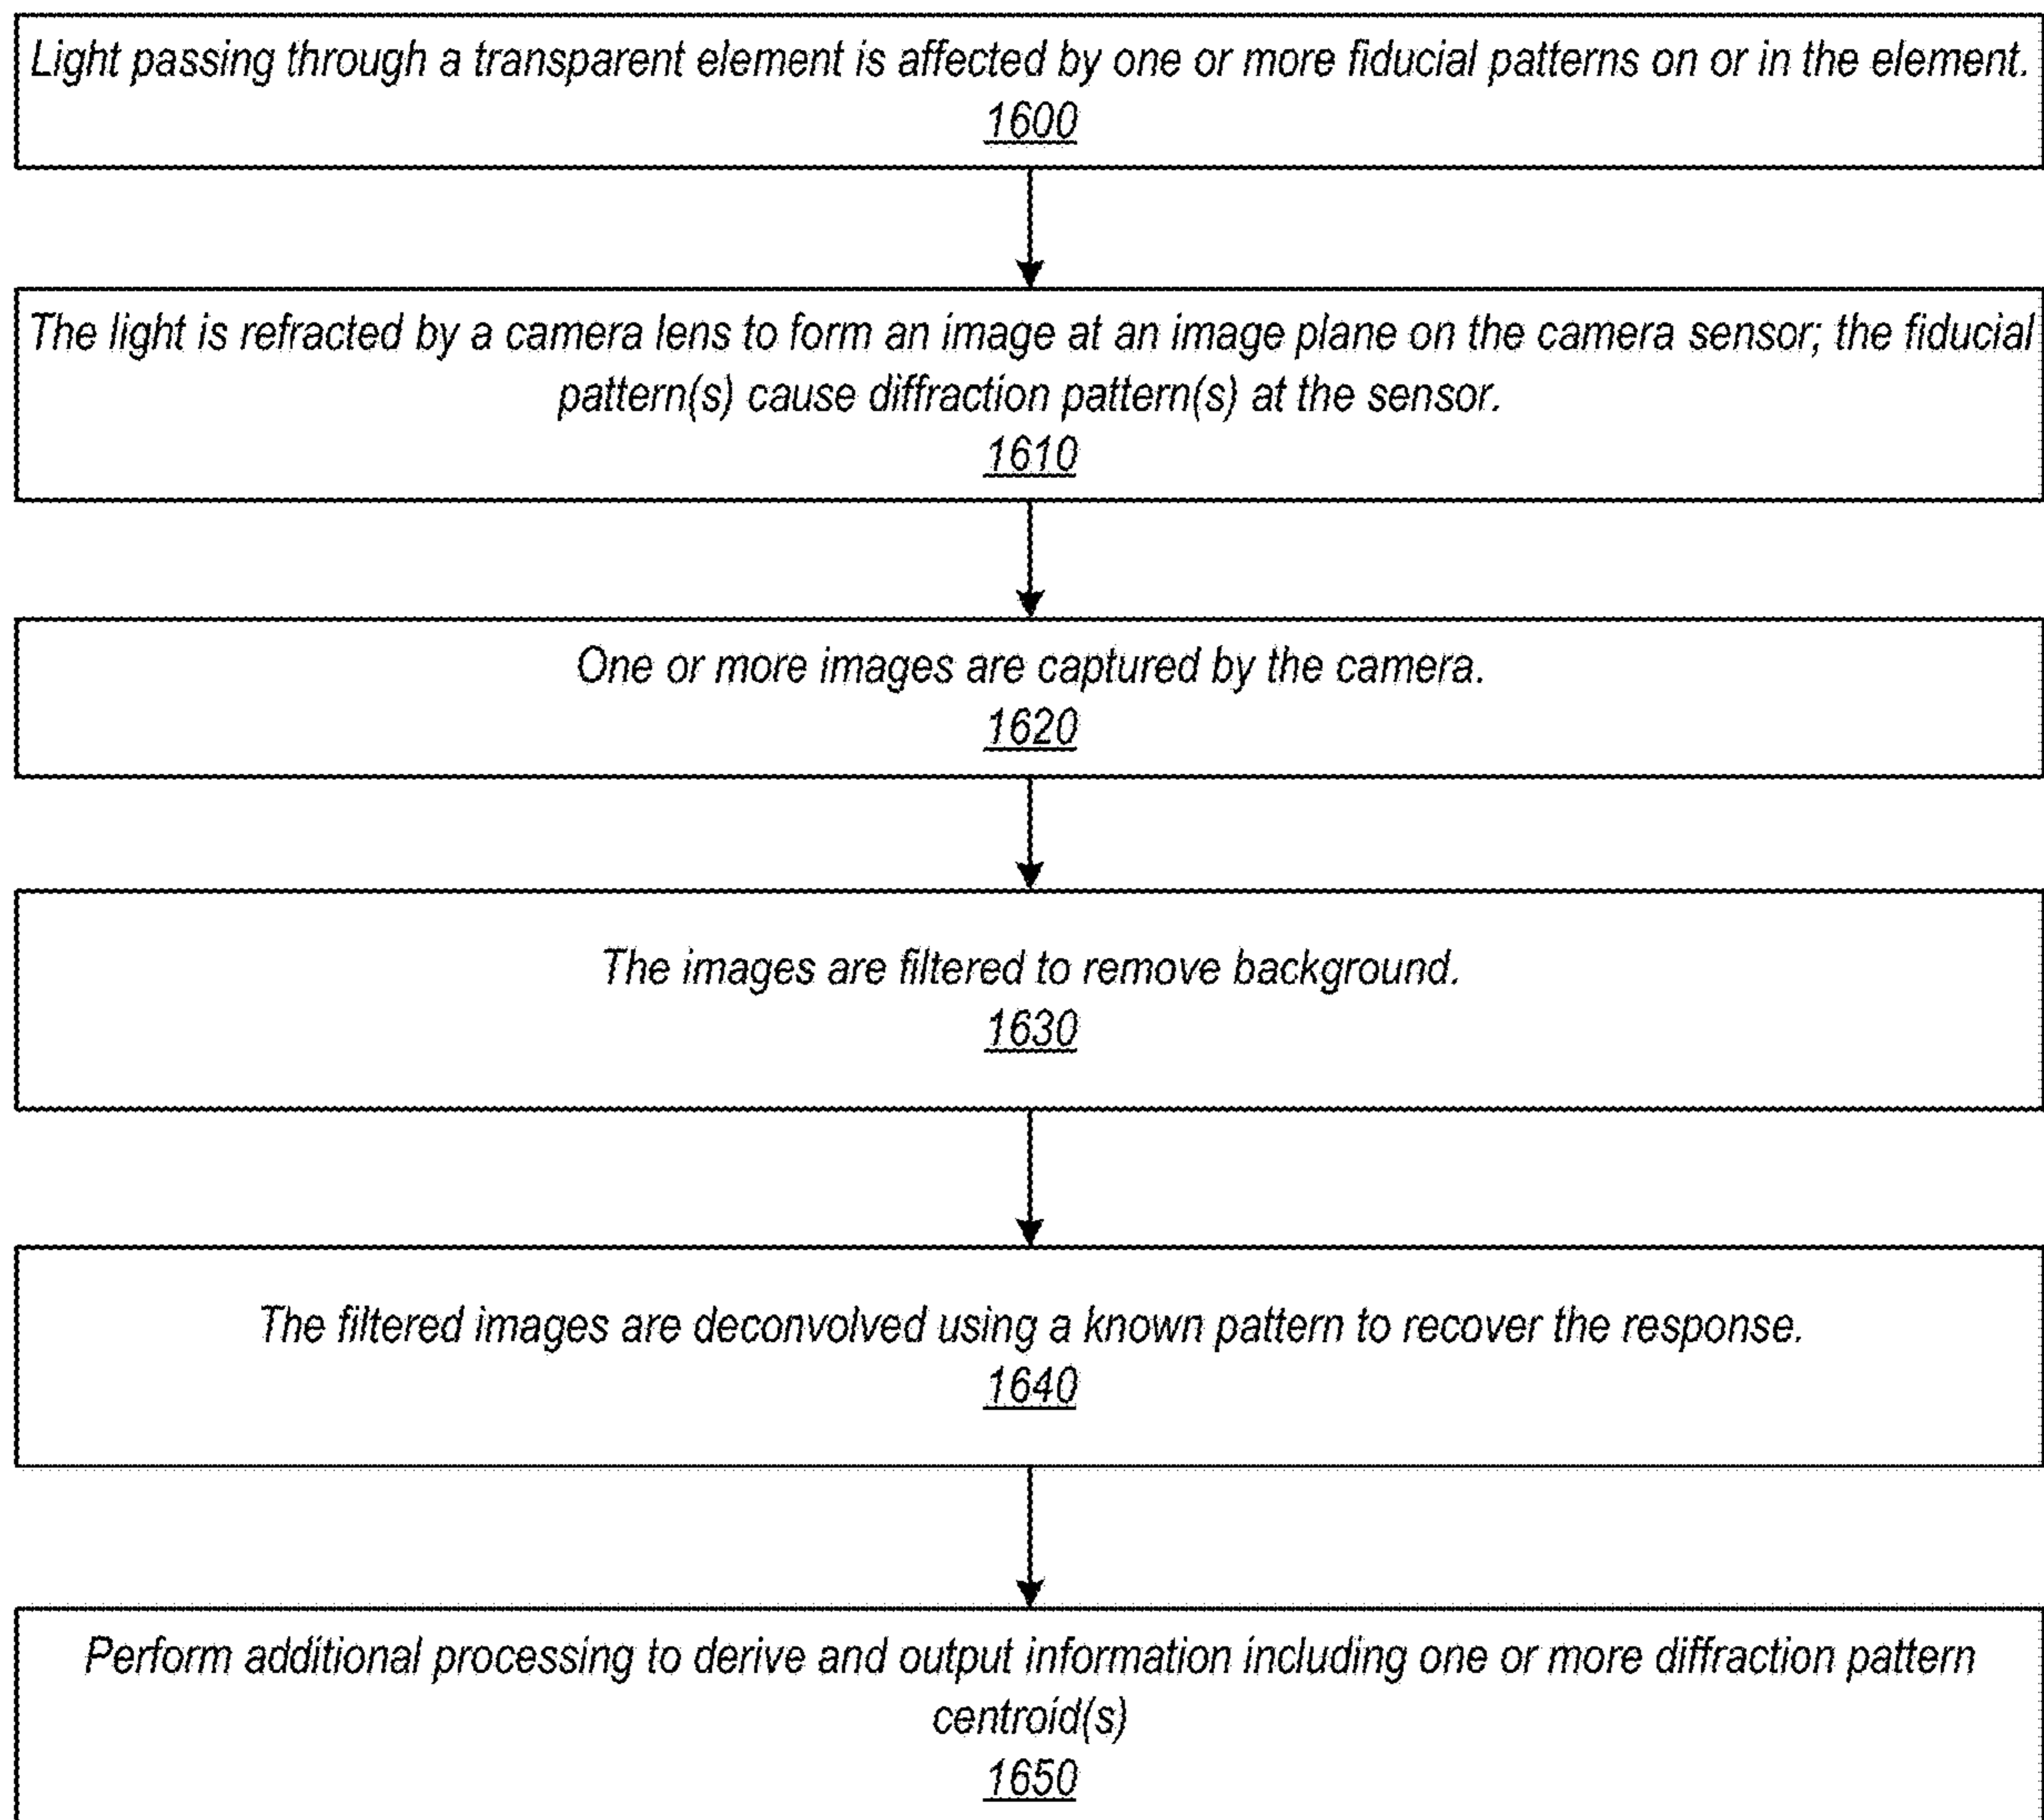 Light passing through a transparent element is affected by one or more fiducial patterns on or in the element.
1600
The light is refracted by a camera lens to form an image at an image plane on the camera sensor; the fiducial
pattern(s) cause diffraction pattern(s) at the sensor.
1610
One or more images are captured by the camera.
1620
The images are filtered to remove background.
1630
The filtered images are deconvolved using a known pattern to recover the response.
1640
Perform additional processing to derive and output information including one or more diffraction pattern
centroid(s)
1650